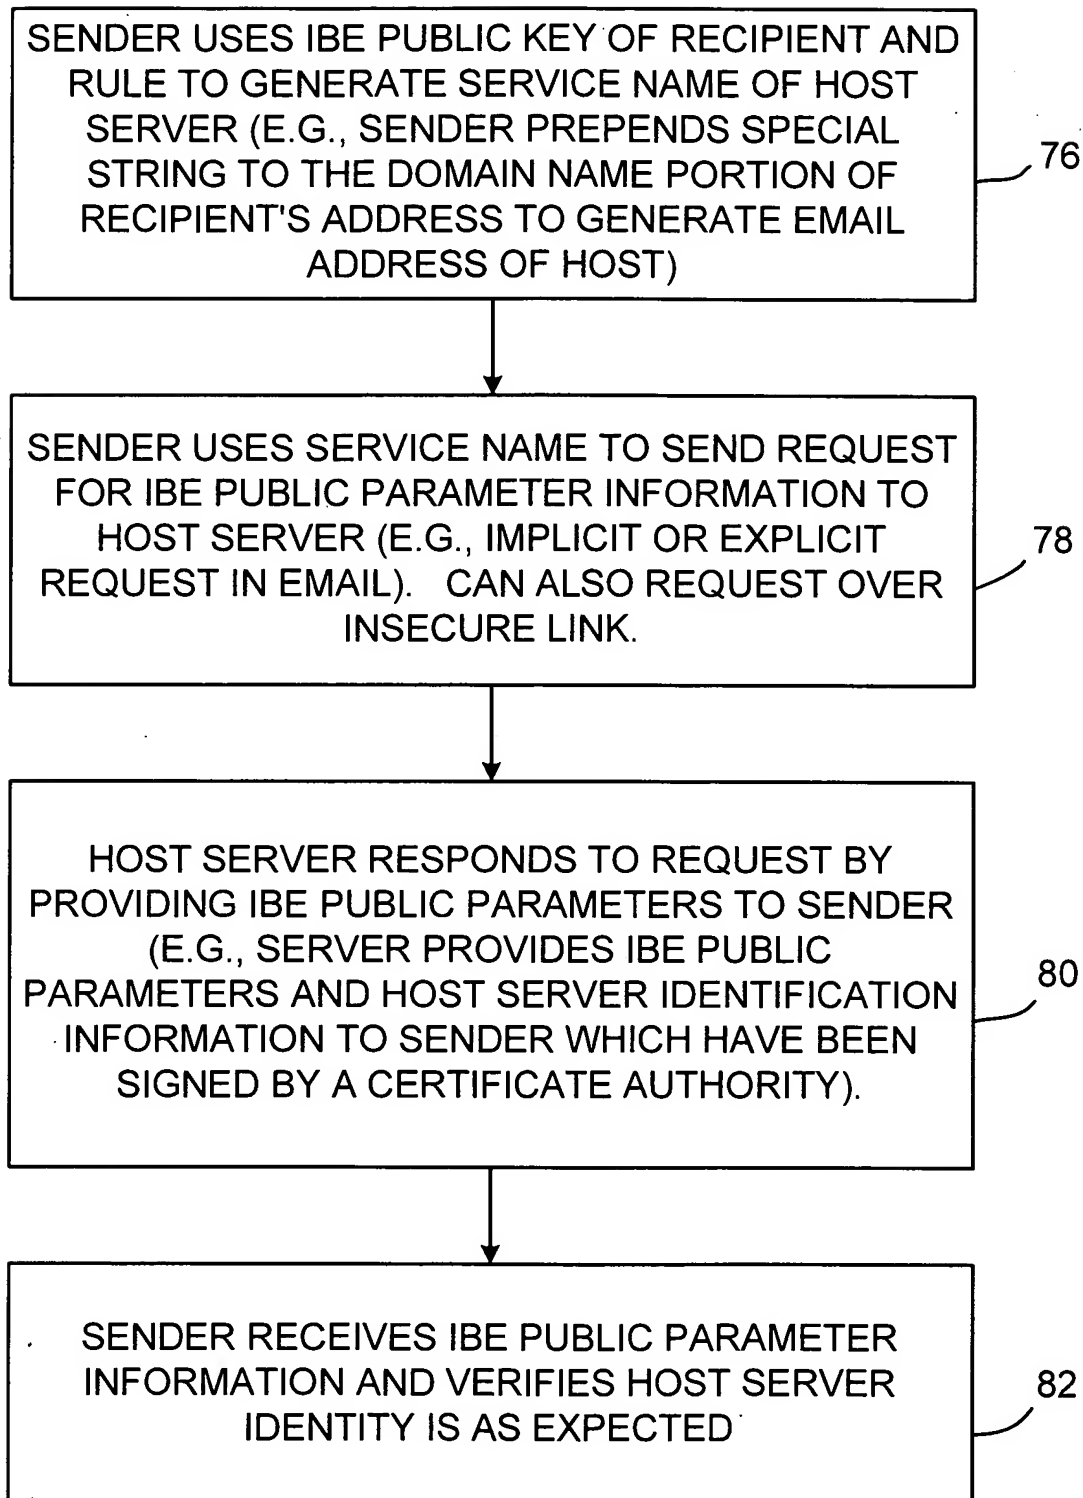 SENDER USES IBE PUBLIC KEY OF RECIPIENT AND
RULE TO GENERATE SERVICE NAME OF HOST
SERVER (E.G., SENDER PREPENDS SPECIAL
STRING TO THE DOMAIN NAME PORTION OF
RECIPIENT'S ADDRESS TO GENERATE EMAIL
ADDRESS OF HOST)
76
SENDER USES SERVICE NAME TO SEND REQUEST
FOR IBE PUBLIC PARAMETER INFORMATION TO
HOST SERVER (E.G., IMPLICIT OR EXPLICIT
REQUEST IN EMAIL). CAN ALSO REQUEST OVER
INSECURE LINK.
78
HOST SERVER RESPONDS TO REQUEST BY
PROVIDING IBE PUBLIC PARAMETERS TO SENDER
(E.G., SERVER PROVIDES IBE PUBLIC
PARAMETERS AND HOST SERVER IDENTIFICATION
INFORMATION TO SENDER WHICH HAVE BEEN
SIGNED BY A CERTIFICATE AUTHORITY).
80
SENDER RECEIVES IBE PUBLIC PARAMETER
INFORMATION AND VERIFIES HOST SERVER
IDENTITY IS AS EXPECTED
82